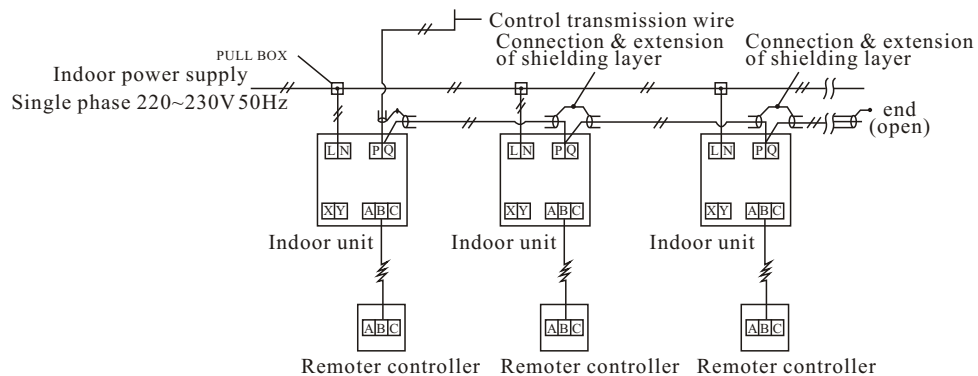 Control transmission wire
Connection & extension
of shielding layer
Connection & extension
of shielding layer
PULL BOX
Indoor power supply
Single phase 220~230V 50Hz
end
(open)
L N
P Q
L N
P Q
L N
P Q
X Y
A B C
X Y
A B C
X Y
A B C
Indoor unit
Indoor unit
Indoor unit
A B C
A B C
A B C
Remoter controller
Remoter controller
Remoter controller